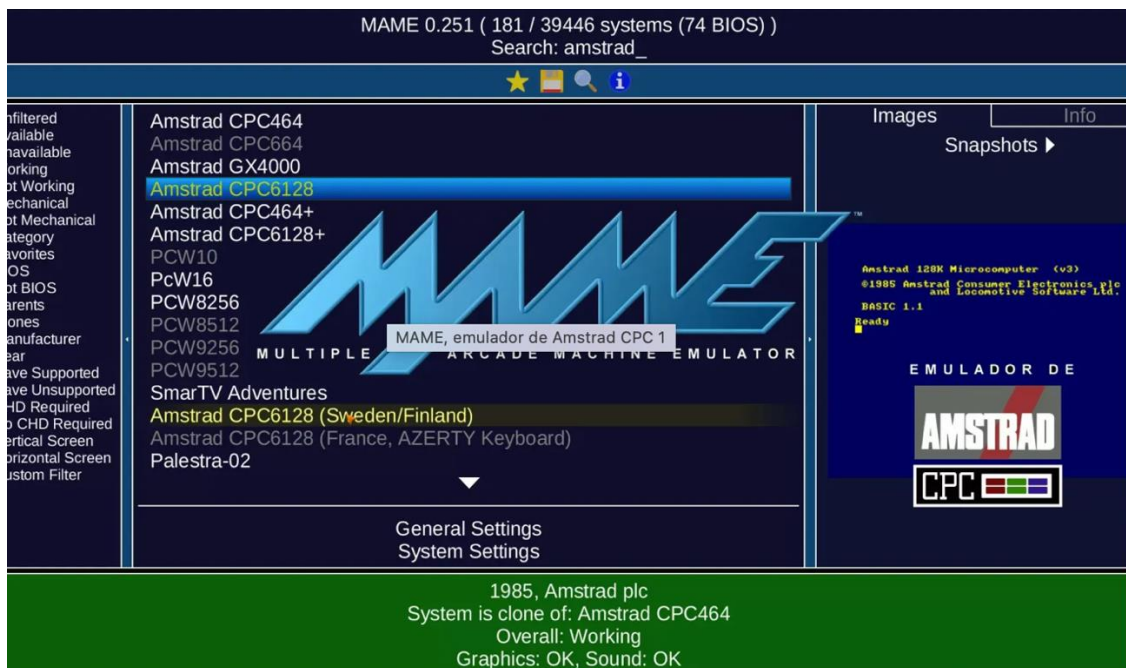 MAME 0.251 ( 181 / 39446 systems (74 BIOS) )
Search: amstrad_
nfiltered
vailable
navailable
orking
ot Working
echanical
ot Mechanical
ategory
avorites
OS
ot BIOS
arents
ones
anufacturer
ear
ave Supported
ave Unsupported
HD Required
o CHD Required
ertical Screen
orizontal Screen
ustom Filter
Amstrad CPC464
Amstrad CPC664
Amstrad GX4000
Amstrad CPC6128
Amstrad CPC464+
Amstrad CPC6128+
PCW10
PcW16
PCW8256
PCW8512
PCW9256
PCW9512
SmarTV Adventures
Amstrad CPC6128 (Sweden/Finland)
Amstrad CPC6128 (France, AZERTY Keyboard)
Palestra-02
MAME ™
MULTIPLE ARCADE MACHINE EMULATOR
MAME, emulador de Amstrad CPC 1
General Settings
System Settings
Images Info
Snapshots
Amstrad 128K Microcomputer (v3)
©1985 Amstrad Consumer Electronics plc
and Locomotive Software Ltd.
BASIC 1.1
Ready
EMULADOR DE
AMSTRAD
CPC
1985, Amstrad plc
System is clone of: Amstrad CPC464
Overall: Working
Graphics: OK, Sound: OK